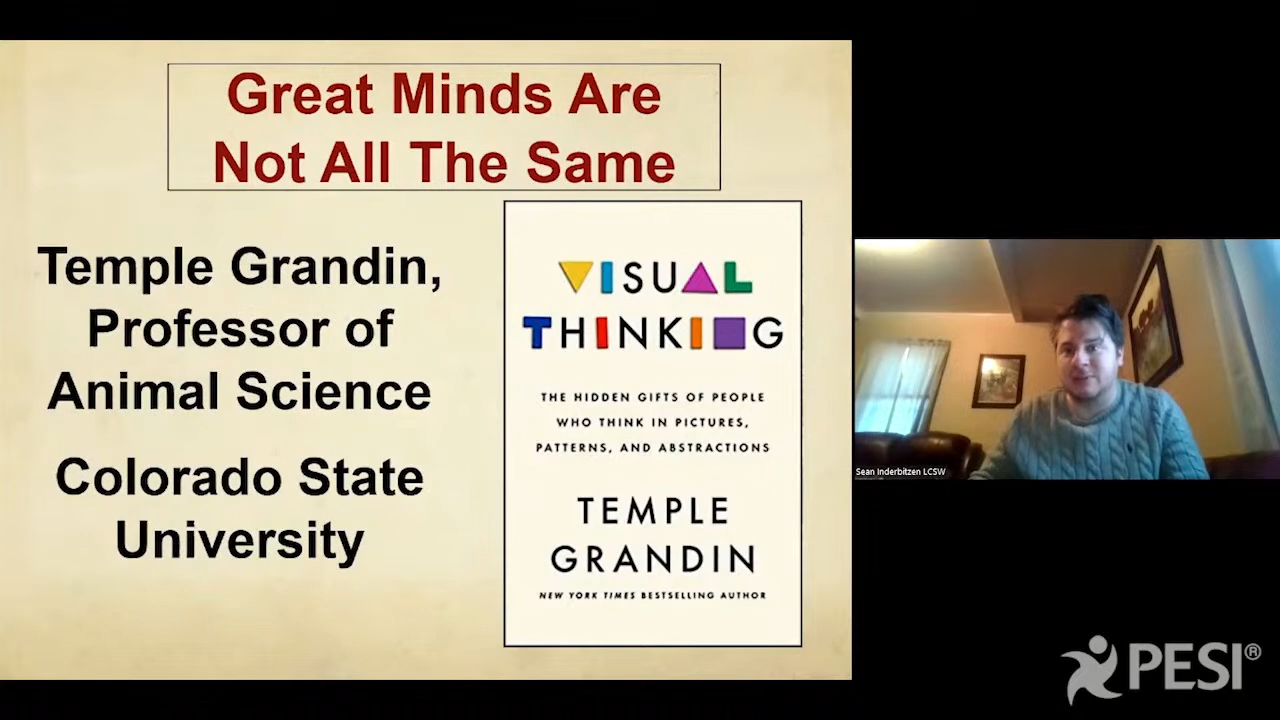 Great Minds Are
Not All The Same
Temple Grandin,
Professor of
Animal Science
Colorado State
University
VISUAL
THINKING
THE HIDDEN GIFTS OF PEOPLE
WHO THINK IN PICTURES,
PATTERNS, AND ABSTRACTIONS
TEMPLE
GRANDIN
NEW YORK TIMES BESTSELLING AUTHOR
Sean Inderbitzen LCSW
PESI®